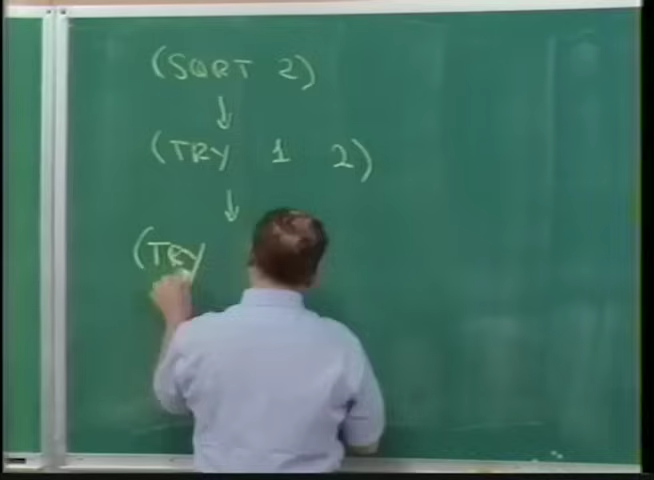 (SQRT 2)
↓
(TRY 1 2)
↓
(TRY